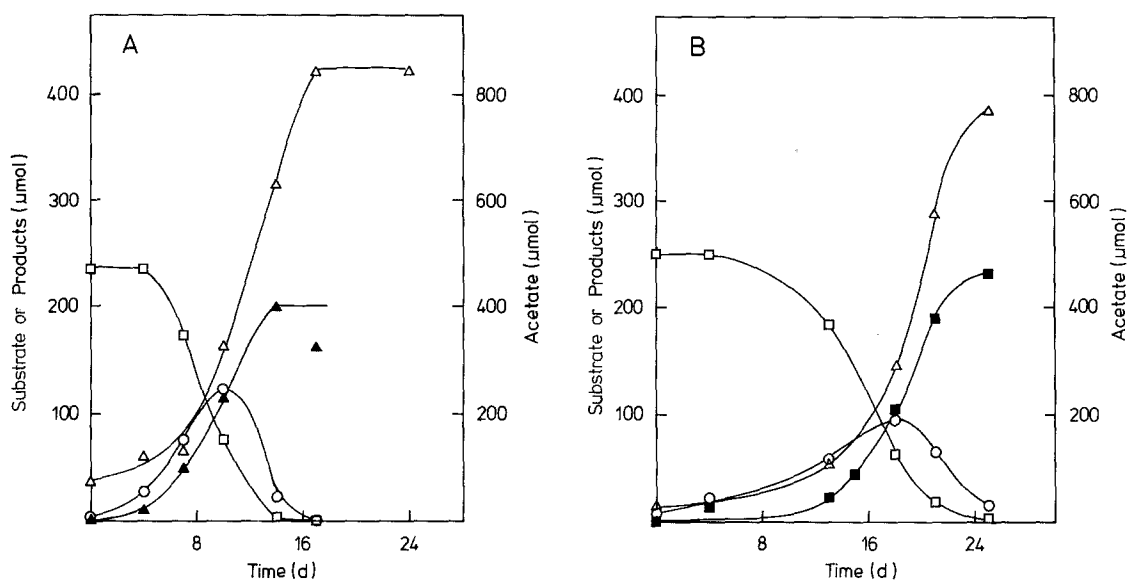 A
400
300
200
100
800
600
400
200
8
16
24
Substrate or Products (μmol)
Acetate (μmol)
Time (d)
B
400
300
200
100
800
600
400
200
8
16
24
Substrate or Products (μmol)
Acetate (μmol)
Time (d)